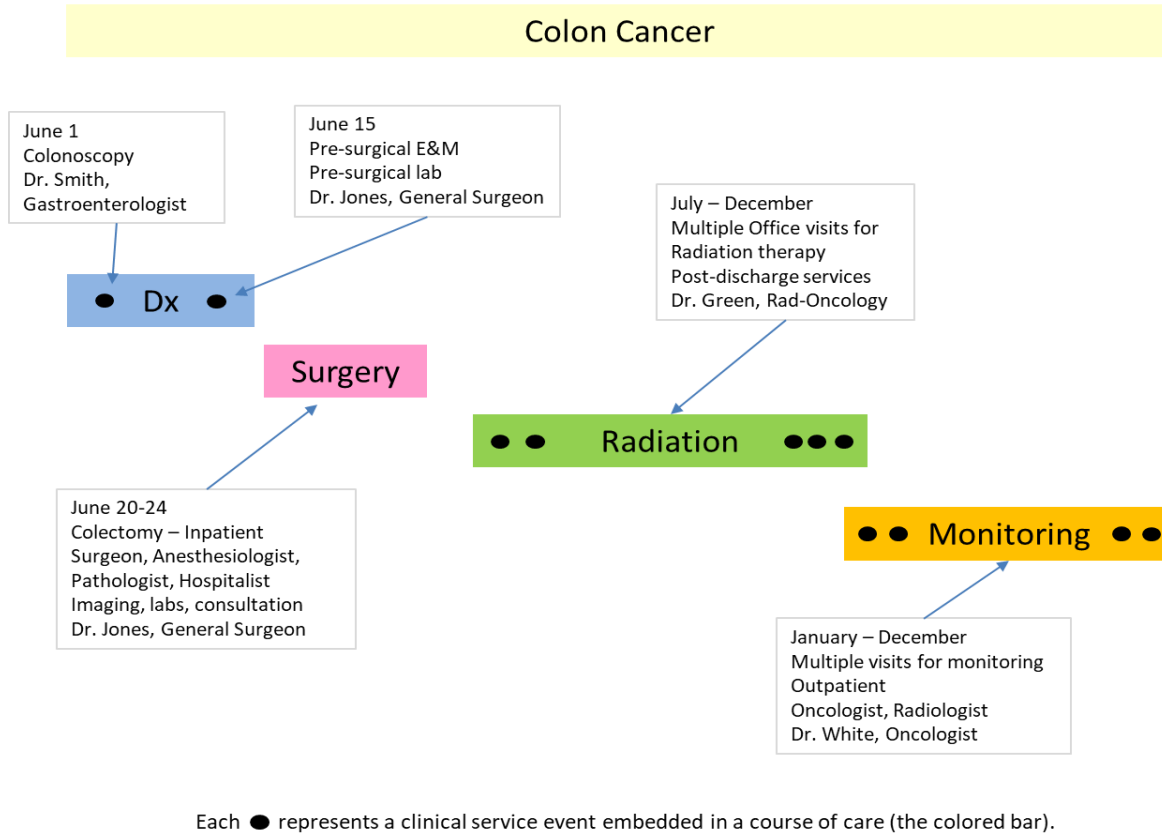 Colon Cancer
June 1
Colonoscopy
Dr. Smith,
Gastroenterologist
June 15
Pre-surgical E&M
Pre-surgical lab
Dr. Jones, General Surgeon
July – December
Multiple Office visits for
Radiation therapy
Post-discharge services
Dr. Green, Rad-Oncology
Dx
Surgery
Radiation
June 20-24
Colectomy – Inpatient
Surgeon, Anesthesiologist,
Pathologist, Hospitalist
Imaging, labs, consultation
Dr. Jones, General Surgeon
Monitoring
January – December
Multiple visits for monitoring
Outpatient
Oncologist, Radiologist
Dr. White, Oncologist
Each ● represents a clinical service event embedded in a course of care (the colored bar).